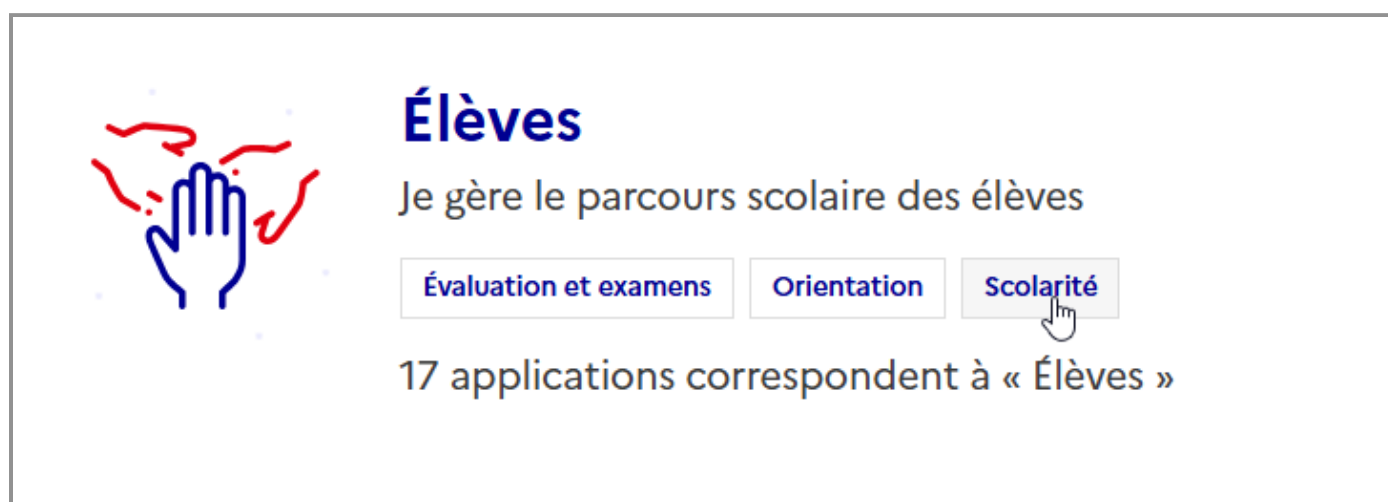 Élèves
Je gère le parcours scolaire des élèves
Évaluation et examens Orientation Scolarité
17 applications correspondent à « Élèves »